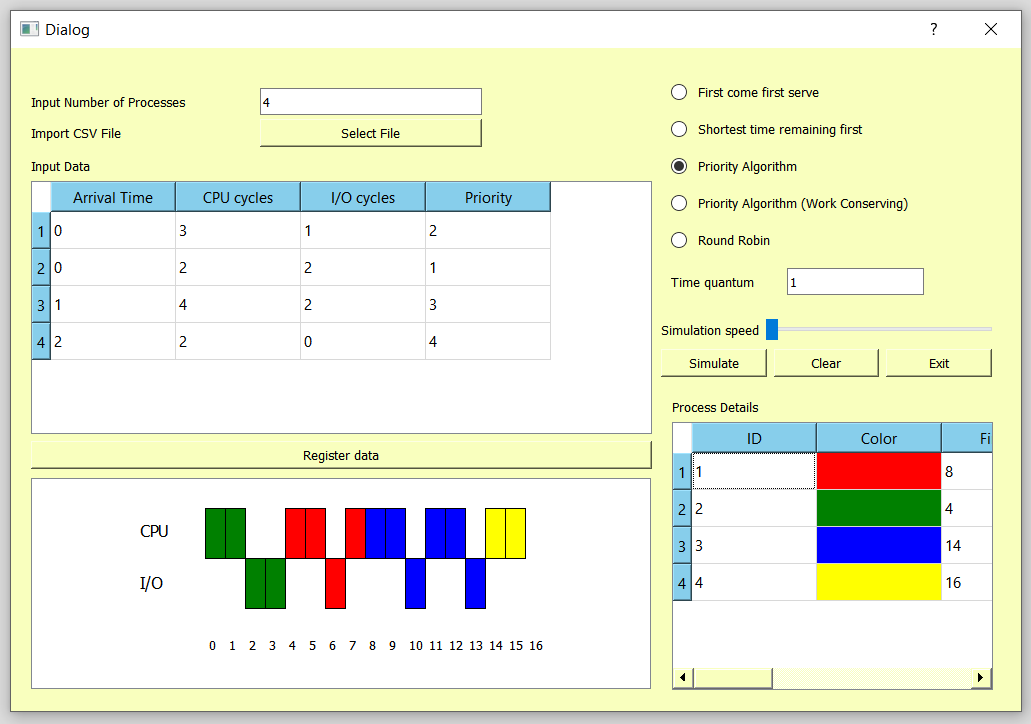 Dialog
?
Input Number of Processes 4
Import CSV File Select File
Input Data
Arrival Time CPU cycles I/O cycles Priority
1 0 3 1 2
2 0 2 2 1
3 1 4 2 3
4 2 2 0 4
Register data
CPU
I/O
0 1 2 3 4 5 6 7 8 9 10 11 12 13 14 15 16
First come first serve
Shortest time remaining first
Priority Algorithm
Priority Algorithm (Work Conserving)
Round Robin
Time quantum 1
Simulation speed
Simulate Clear Exit
Process Details
ID Color Fi
1 1 8
2 2 4
3 3 14
4 4 16